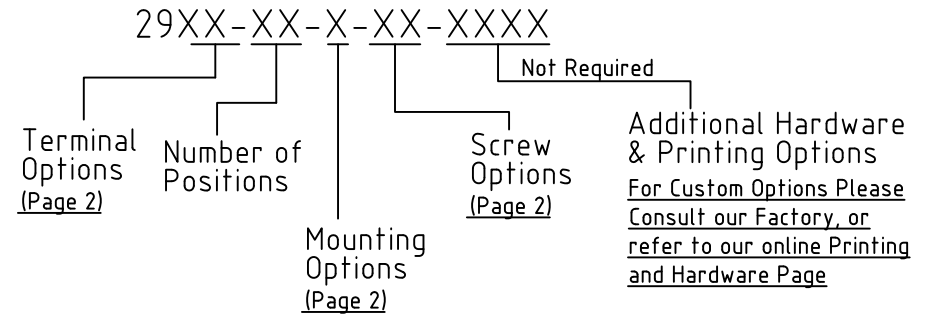 29XX-XX-X-XX-XXXX
Not Required
Terminal
Options
(Page 2)
Number of
Positions
Mounting
Options
(Page 2)
Screw
Options
(Page 2)
Additional Hardware
& Printing Options
For Custom Options Please
Consult our Factory, or
refer to our online Printing
and Hardware Page